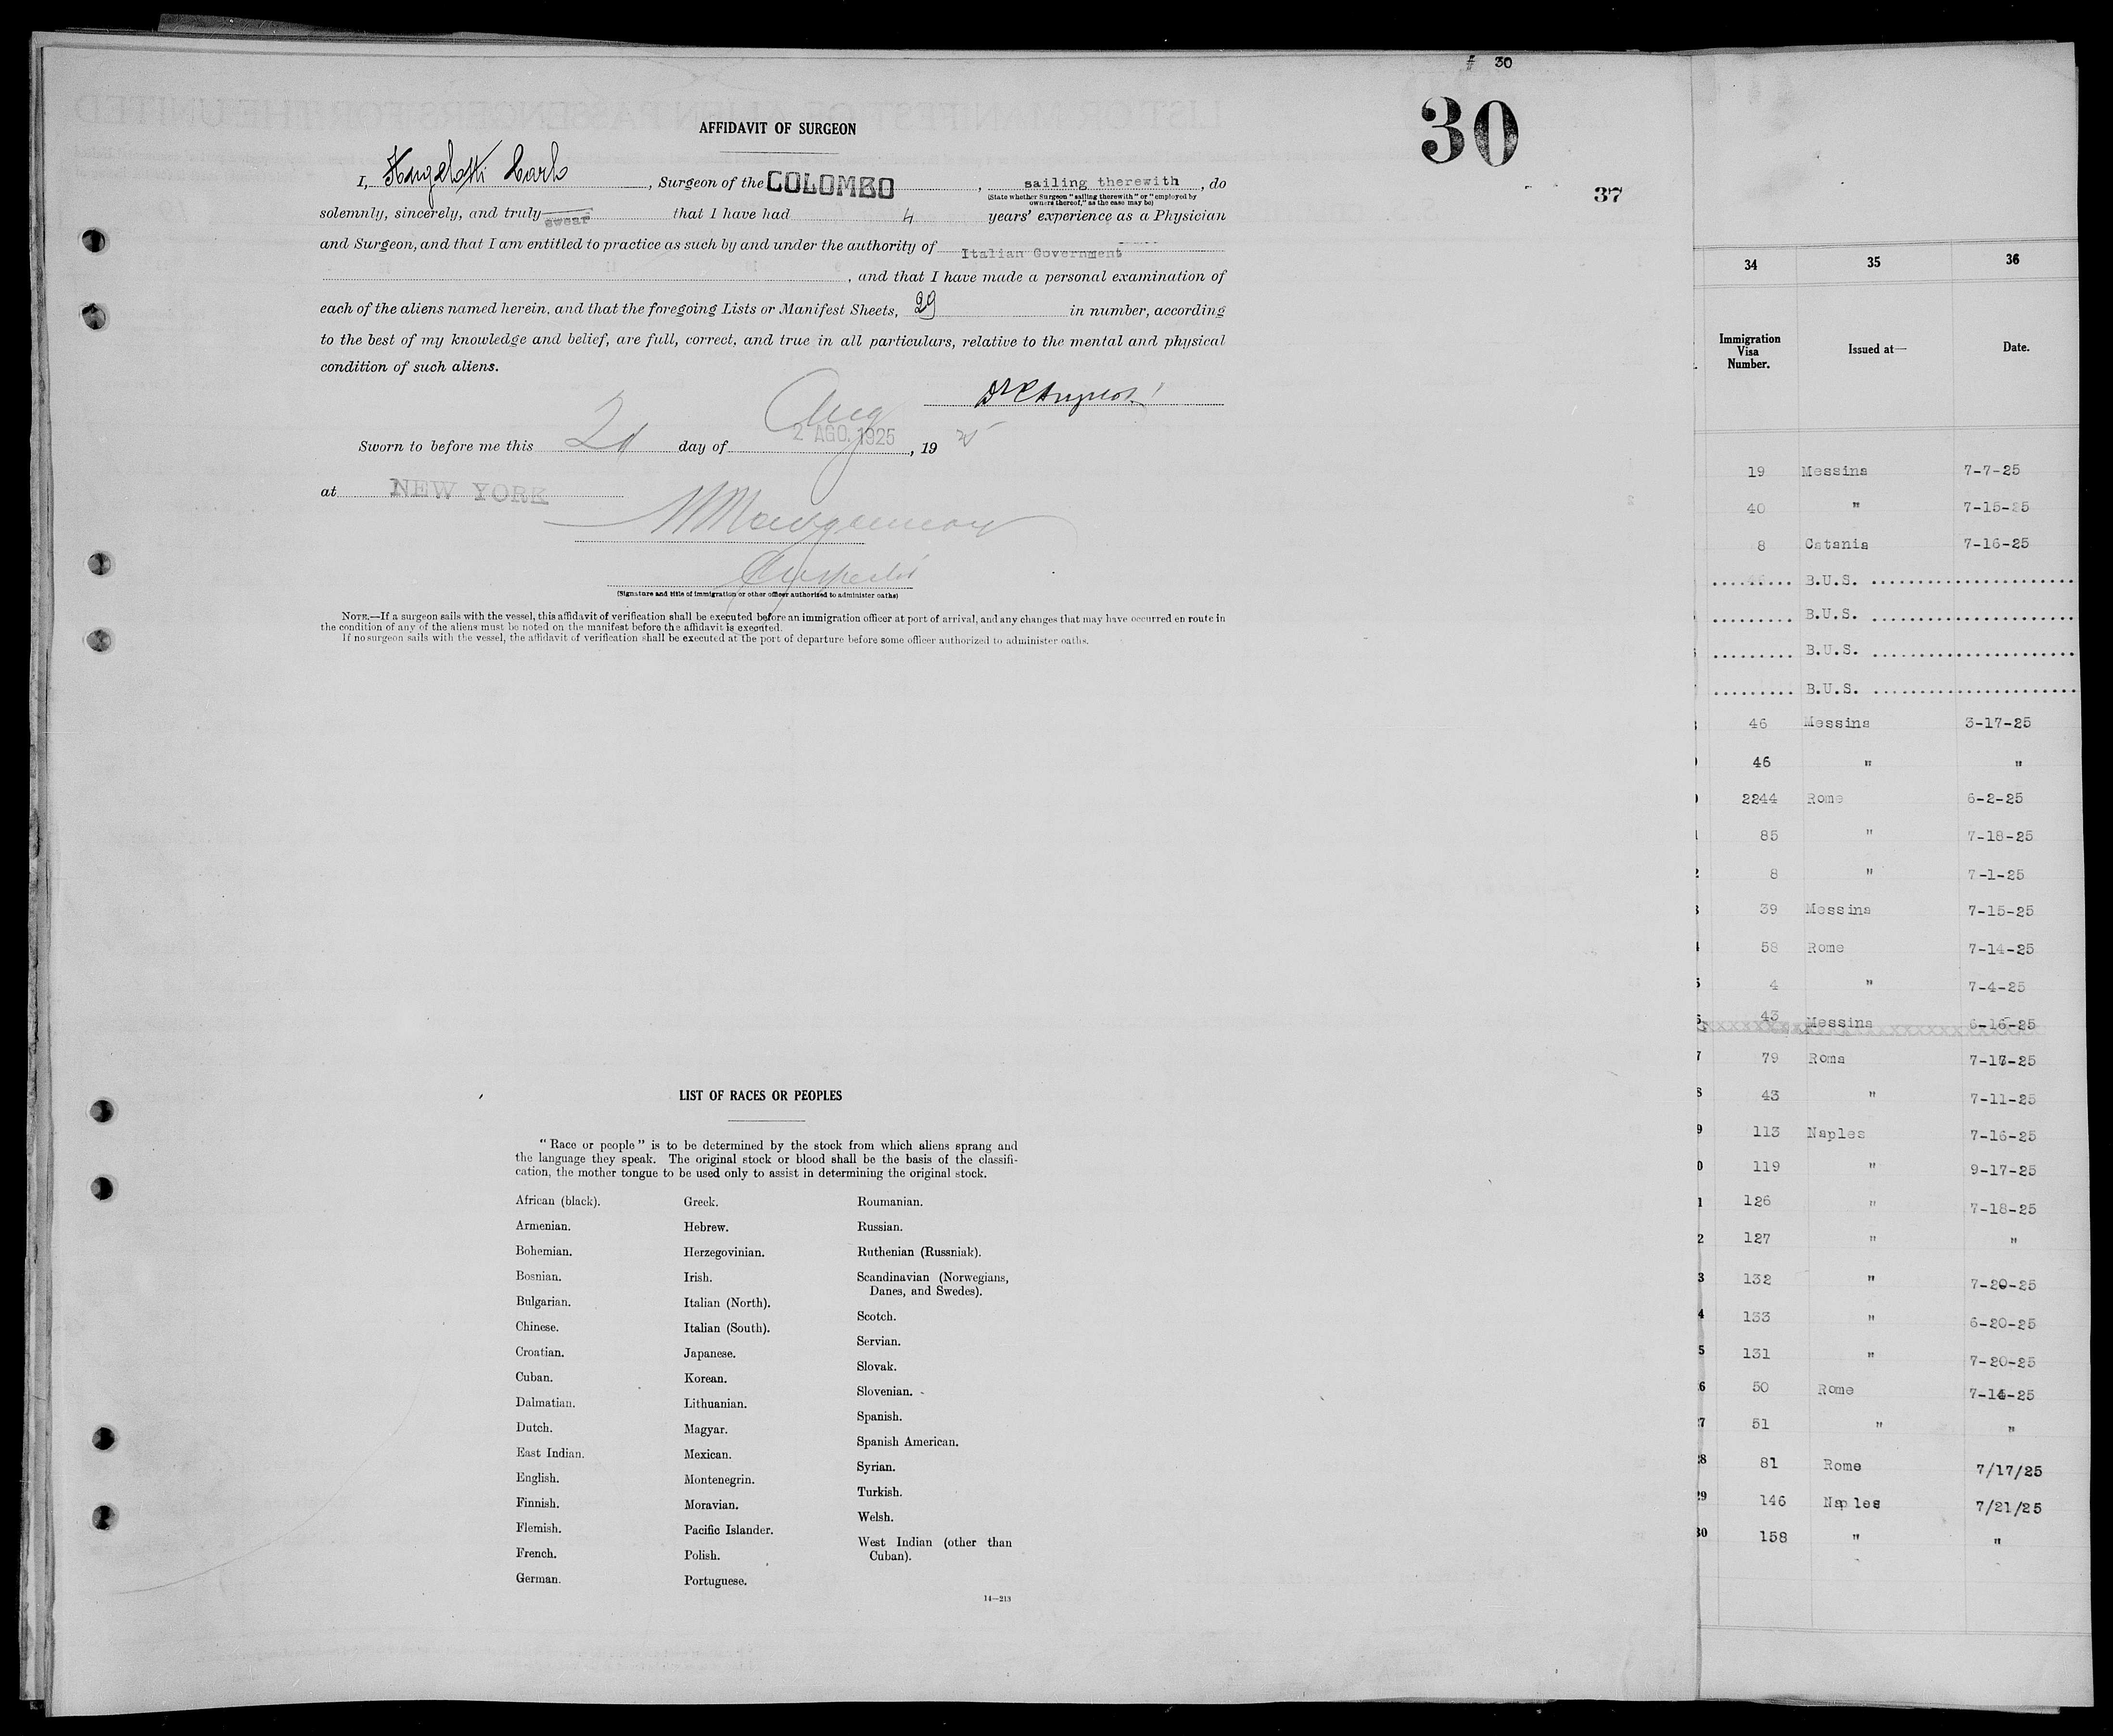 # 30
30
37
AFFIDAVIT OF SURGEON
I, Angelotti Carlo, Surgeon of the COLOMBO, sailing therewith, do
(State whether Surgeon "sailing therewith" or "employed by
owners thereof," as the case may be)
solemnly, sincerely, and truly swear that I have had 4 years' experience as a Physician
and Surgeon, and that I am entitled to practice as such by and under the authority of Italian Government
, and that I have made a personal examination of
each of the aliens named herein, and that the foregoing Lists or Manifest Sheets, 29 in number, according
to the best of my knowledge and belief, are full, correct, and true in all particulars, relative to the mental and physical
condition of such aliens.
Sworn to before me this day of Aug 2 AGO. 1925, 19 25
at NEW YORK
(Signature and title of immigration or other officer authorized to administer oaths)
NOTE.—If a surgeon sails with the vessel, this affidavit of verification shall be executed before an immigration officer at port of arrival, and any changes that may have occurred en route in
the condition of any of the aliens must be noted on the manifest before the affidavit is executed.
If no surgeon sails with the vessel, the affidavit of verification shall be executed at the port of departure before some officer authorized to administer oaths.
LIST OF RACES OR PEOPLES
"Race or people" is to be determined by the stock from which aliens sprang and
the language they speak. The original stock or blood shall be the basis of the classifi-
cation, the mother tongue to be used only to assist in determining the original stock.
African (black).
Armenian.
Bohemian.
Bosnian.
Bulgarian.
Chinese.
Croatian.
Cuban.
Dalmatian.
Dutch.
East Indian.
English.
Finnish.
Flemish.
French.
German.
Greek.
Hebrew.
Herzegovinian.
Irish.
Italian (North).
Italian (South).
Japanese.
Korean.
Lithuanian.
Magyar.
Mexican.
Montenegrin.
Moravian.
Pacific Islander.
Polish.
Portuguese.
Roumanian.
Russian.
Ruthenian (Russniak).
Scandinavian (Norwegians,
Danes, and Swedes).
Scotch.
Servian.
Slovak.
Slovenian.
Spanish.
Spanish American.
Syrian.
Turkish.
Welsh.
West Indian (other than
Cuban).
14—213
34 35 36
Immigration
Visa
Number.
Issued at—
Date.
19 Messina 7-7-25
40 " 7-15-25
8 Catania 7-16-25
B.U.S.
B.U.S.
B.U.S.
B.U.S.
46 Messina 3-17-25
45 " "
2244 Rome 6-2-25
85 " 7-18-25
8 " 7-1-25
39 Messina 7-15-25
58 Rome 7-14-25
4 " 7-4-25
43 Messina 6-16-25
79 Roma 7-17-25
43 " 7-11-25
113 Naples 7-16-25
119 " 9-17-25
126 " 7-18-25
127 " "
132 " 7-20-25
133 " 6-20-25
131 " 7-20-25
50 Rome 7-14-25
51 " "
81 Rome 7/17/25
146 Naples 7/21/25
158 " "